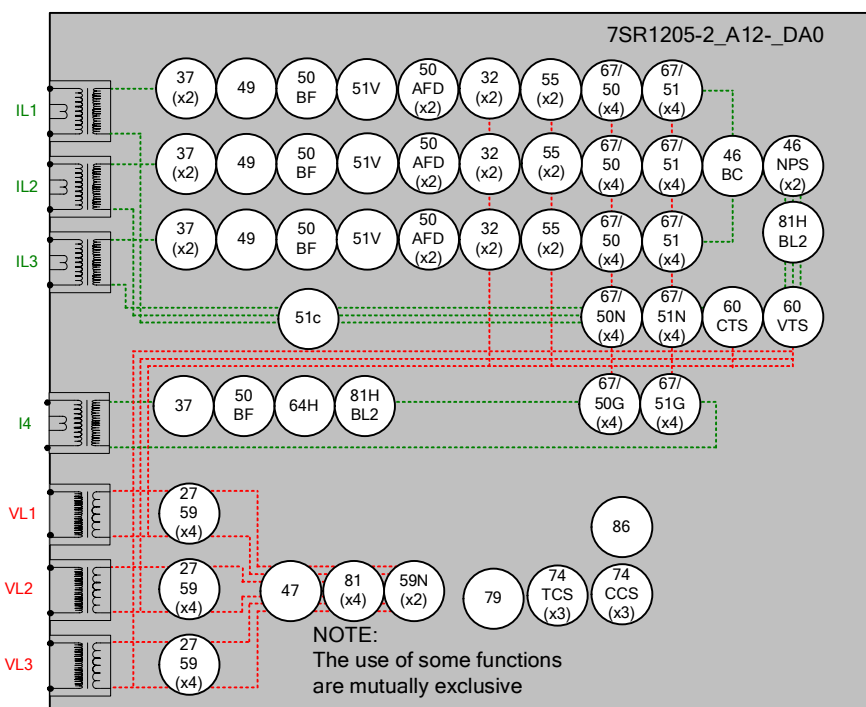 7SR1205-2_A12-_DA0
IL1
37
(x2)
49
50
BF
51V
50
AFD
(x2)
32
(x2)
55
(x2)
67/
50
(x4)
67/
51
(x4)
IL2
37
(x2)
49
50
BF
51V
50
AFD
(x2)
32
(x2)
55
(x2)
67/
50
(x4)
67/
51
(x4)
46
BC
46
NPS
(x2)
IL3
37
(x2)
49
50
BF
51V
50
AFD
(x2)
32
(x2)
55
(x2)
67/
50
(x4)
67/
51
(x4)
81H
BL2
51c
67/
50N
(x4)
67/
51N
(x4)
60
CTS
60
VTS
I4
37
50
BF
64H
81H
BL2
67/
50G
(x4)
67/
51G
(x4)
VL1
27
59
(x4)
86
VL2
27
59
(x4)
47
81
(x4)
59N
(x2)
79
74
TCS
(x3)
74
CCS
(x3)
VL3
27
59
(x4)
NOTE:
The use of some functions
are mutually exclusive